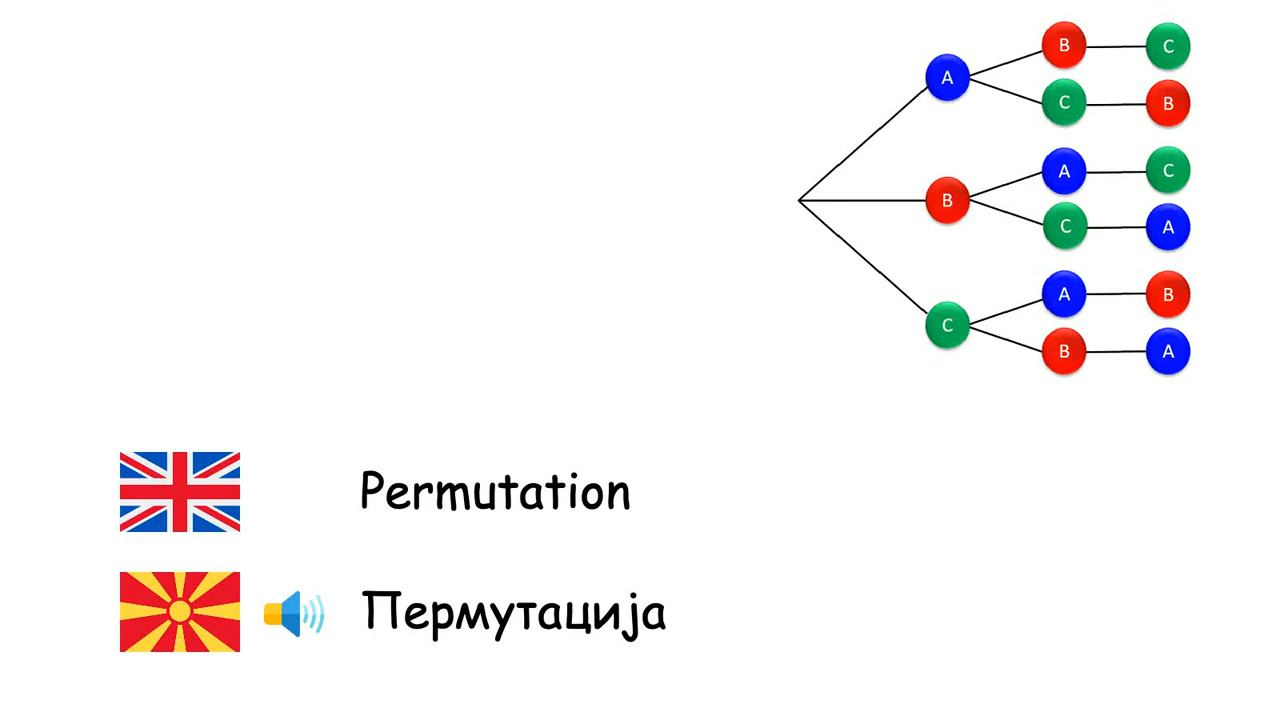 A B C
C B
B A C
C A
C A B
B A
Permutation
Пермутација